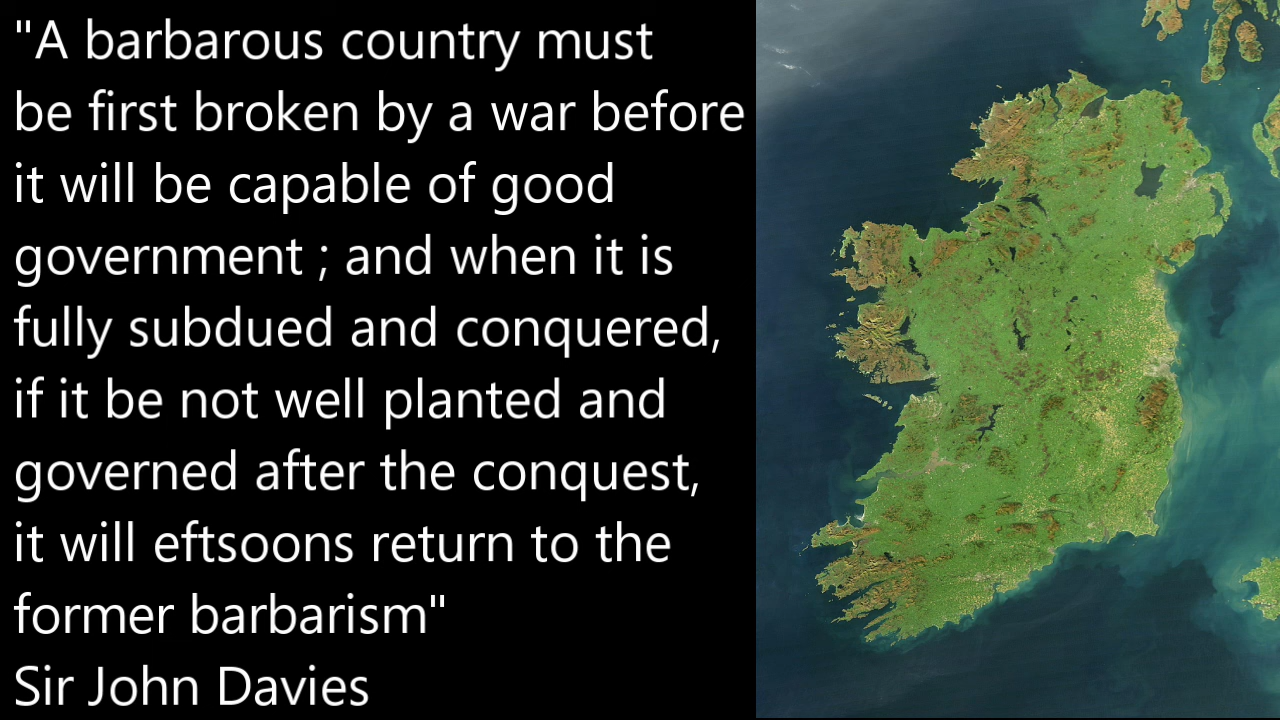 "A barbarous country must
be first broken by a war before
it will be capable of good
government ; and when it is
fully subdued and conquered,
if it be not well planted and
governed after the conquest,
it will eftsoons return to the
former barbarism"
Sir John Davies